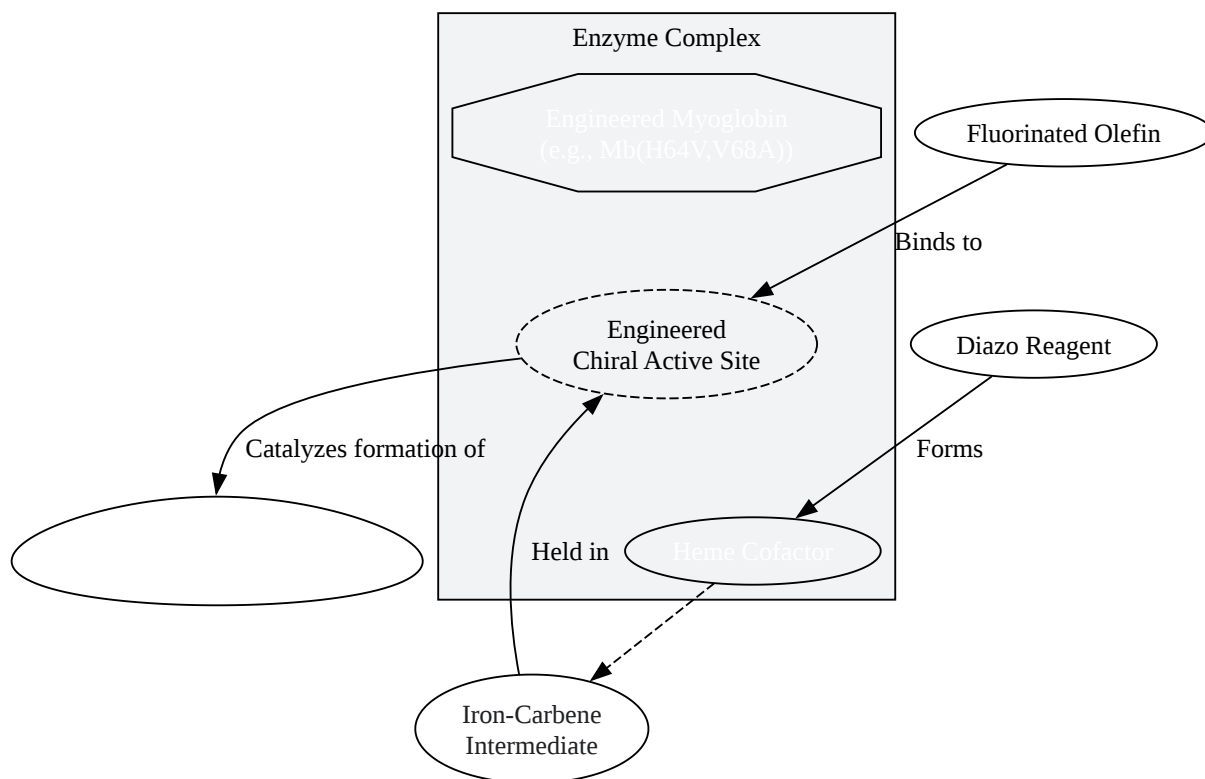 Enzyme Complex
Engineered Myoglobin
(e.g., Mb(H64V,V68A))
Fluorinated Olefin
Binds to
Engineered
Chiral Active Site
Diazo Reagent
Catalyzes formation of
Forms
Held in
Heme Cofactor
Iron-Carbene
Intermediate